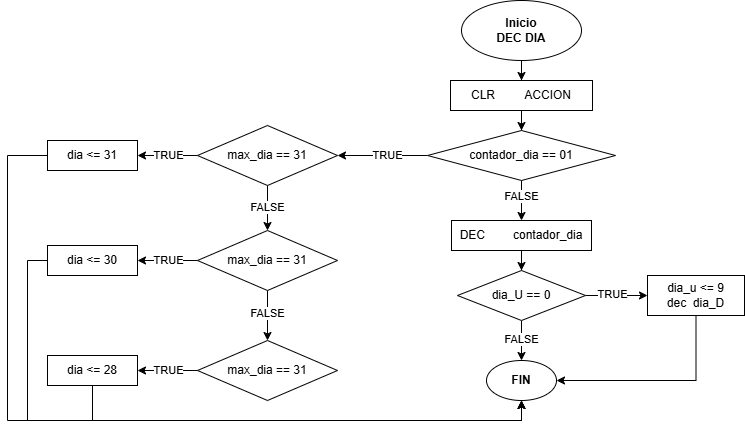 Inicio
DEC DIA
CLR ACCION
contador_dia == 01
TRUE
max_dia == 31
TRUE
dia <= 31
FALSE
max_dia == 31
TRUE
dia <= 30
FALSE
max_dia == 31
TRUE
dia <= 28
FALSE
DEC contador_dia
dia_U == 0
TRUE
dia_u <= 9
dec dia_D
FALSE
FIN